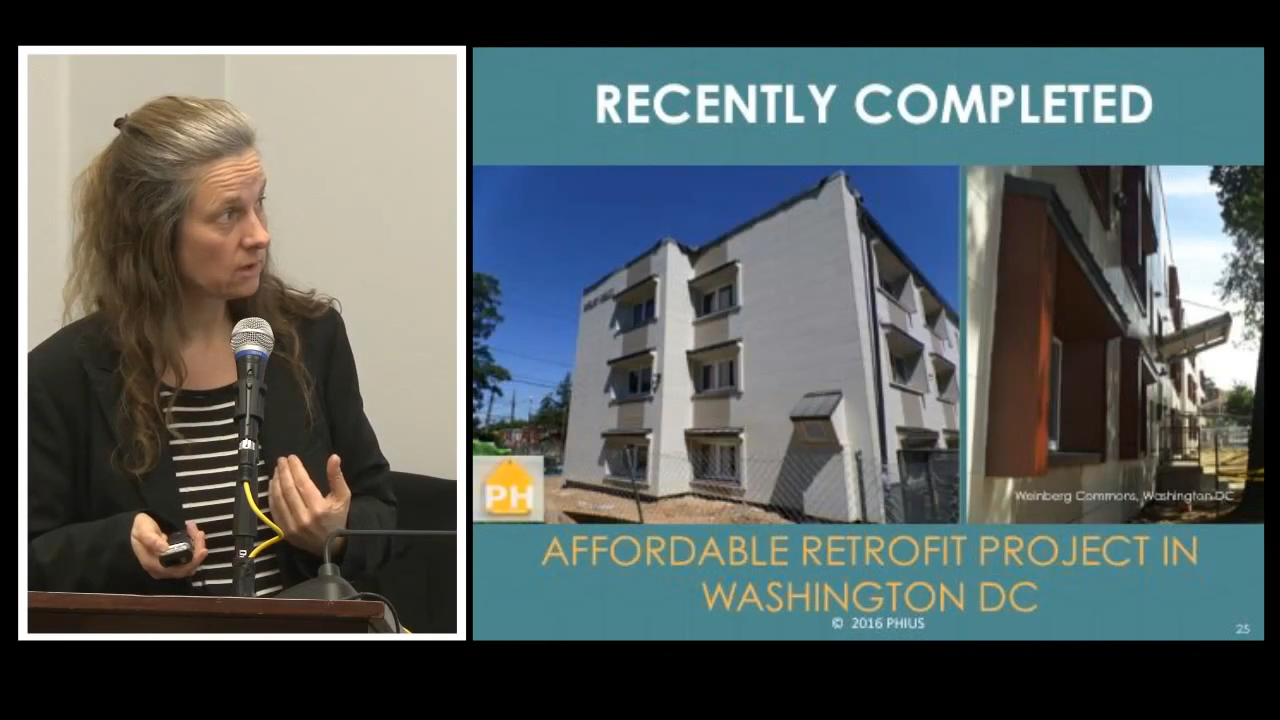 RECENTLY COMPLETED
PH
Weinberg Commons, Washington DC
AFFORDABLE RETROFIT PROJECT IN
WASHINGTON DC
© 2016 PHIUS
25